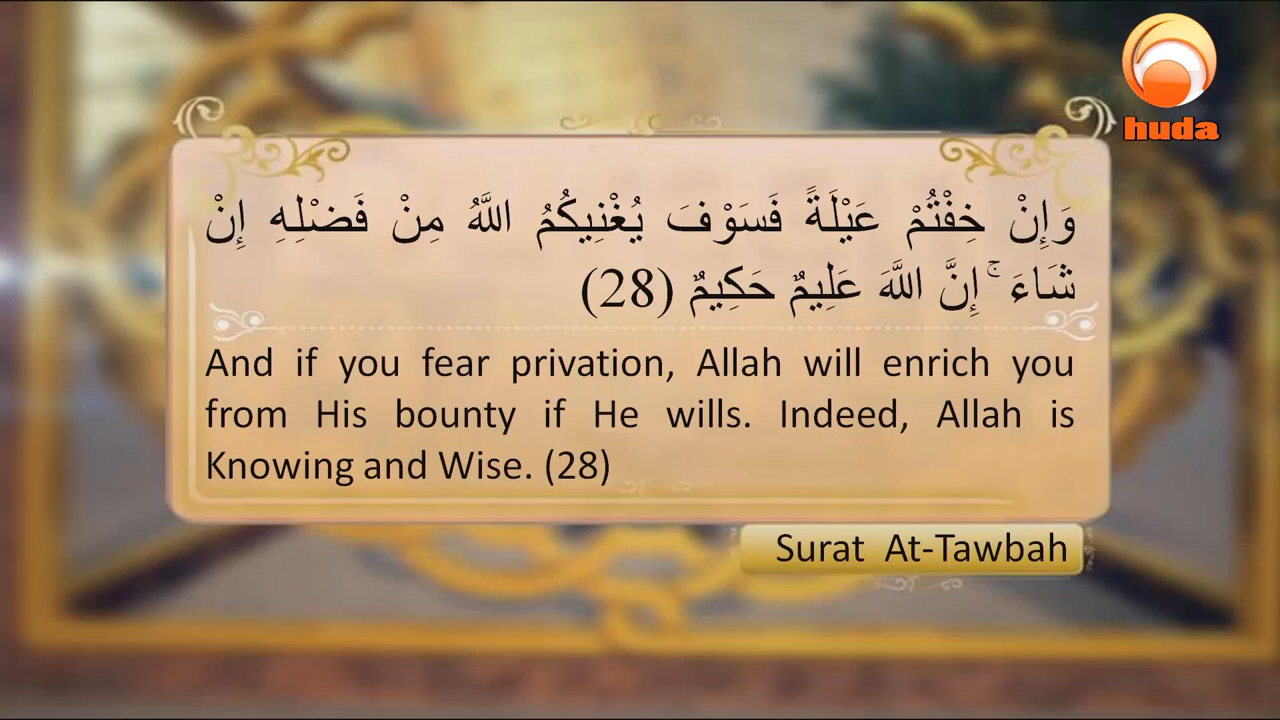 huda
وَإِنْ خِفْتُمْ عَيْلَةً فَسَوْفَ يُغْنِيكُمُ اللَّهُ مِنْ فَضْلِهِ إِنْ
شَاءَ ۚ إِنَّ اللَّهَ عَلِيمٌ حَكِيمٌ (28)
And if you fear privation, Allah will enrich you
from His bounty if He wills. Indeed, Allah is
Knowing and Wise. (28)
Surat At-Tawbah